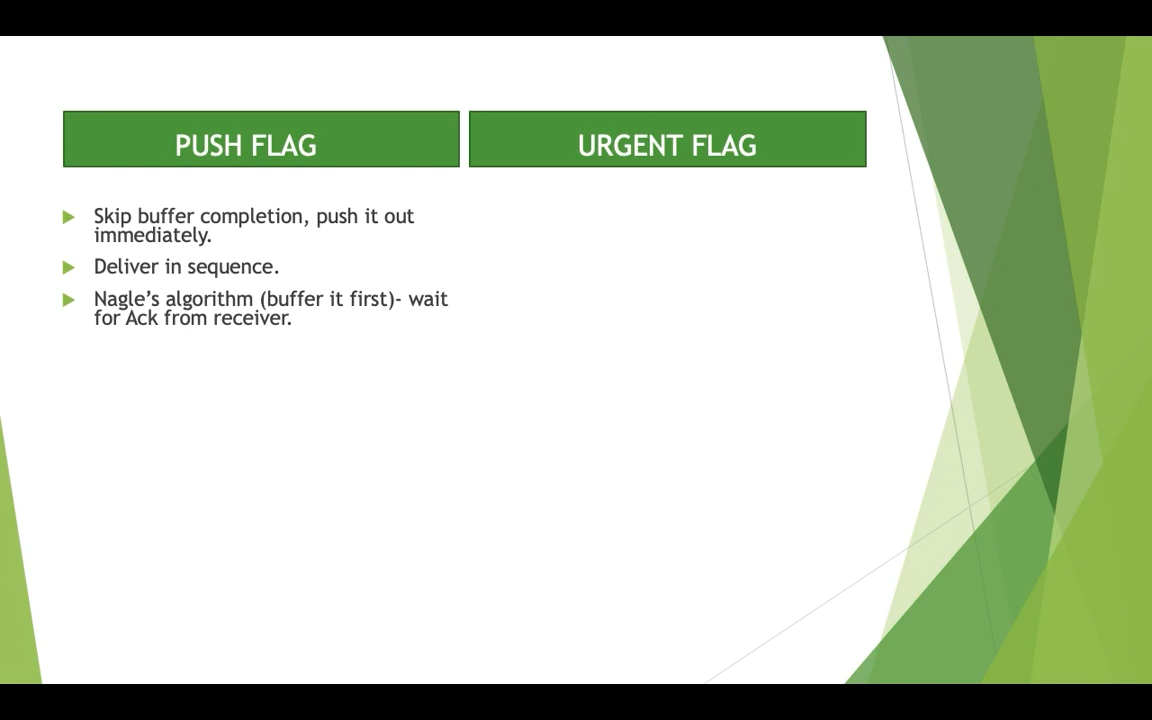 PUSH FLAG
URGENT FLAG
Skip buffer completion, push it out
immediately.
Deliver in sequence.
Nagle's algorithm (buffer it first)- wait
for Ack from receiver.